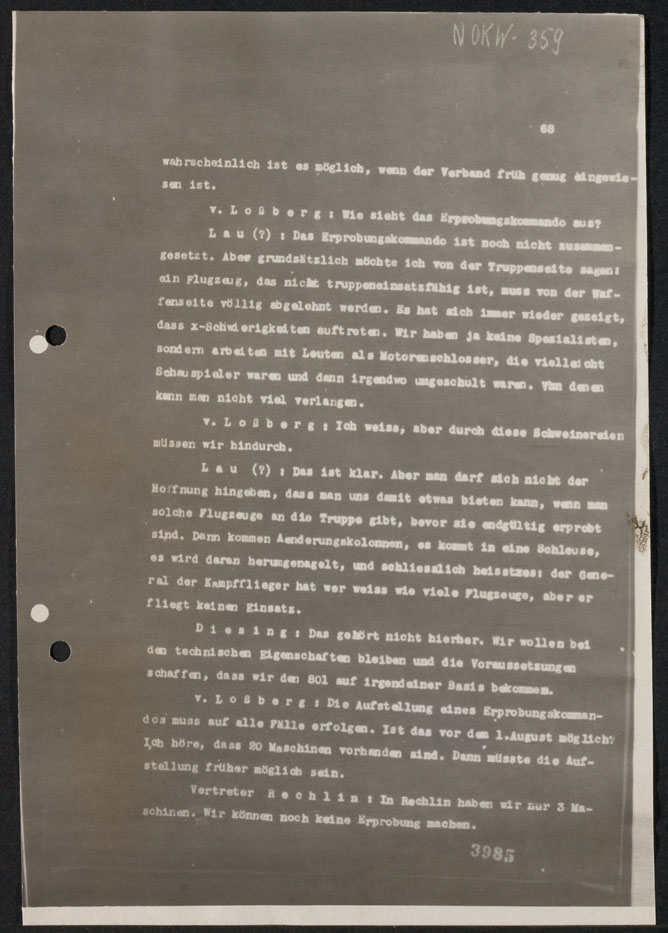 NOKW-359
68
wahrscheinlich ist es möglich, wenn der Verband früh genug eingewie-
sen ist.
v. L o ß b e r g : Wie sieht das Erprobungskommando aus?
L a u (?) : Das Erprobungskommando ist noch nicht zusammen-
gesetzt. Aber grundsätzlich möchte ich von der Truppenseite sagen:
ein Flugzeug, das nicht truppeneinsatzfähig ist, muss von der Waf-
fenseite völlig abgelehnt werden. Es hat sich immer wieder gezeigt,
dass x-Schwierigkeiten auftreten. Wir haben ja keine Spezialisten,
sondern arbeiten mit Leuten als Motorenschlosser, die vielleicht
Schauspieler waren und dann irgendwo umgeschult waren. Von denen
kann man nicht viel verlangen.
v. L o ß b e r g : Ich weiss, aber durch diese Schweinereien
müssen wir hindurch.
L a u (?) : Das ist klar. Aber man darf sich nicht der
Hoffnung hingeben, dass man uns damit etwas bieten kann, wenn man
solche Flugzeuge an die Truppe gibt, bevor sie endgültig erprobt
sind. Dann kommen Aenderungskolonnen, es kommt in eine Schleuse,
es wird daran herumgenagelt, und schliesslich heisstxes: der Gene-
ral der Kampfflieger hat wer weiss wie viele Flugzeuge, aber er
fliegt keinen Einsatz.
D i e s i n g : Das gehört nicht hierher. Wir wollen bei
den technischen Eigenschaften bleiben und die Voraussetzungen
schaffen, dass wir den 801 auf irgendeiner Basis bekommen.
v. L o ß b e r g : Die Aufstellung eines Erprobungskomman-
dos muss auf alle Fälle erfolgen. Ist das vor dem 1.August möglich?
Ich höre, dass 20 Maschinen vorhanden sind. Dann müsste die Auf-
stellung früher möglich sein.
Vertreter R e c h l i n : In Rechlin haben wir nur 3 Ma-
schinen. Wir können noch keine Erprobung machen.
3985